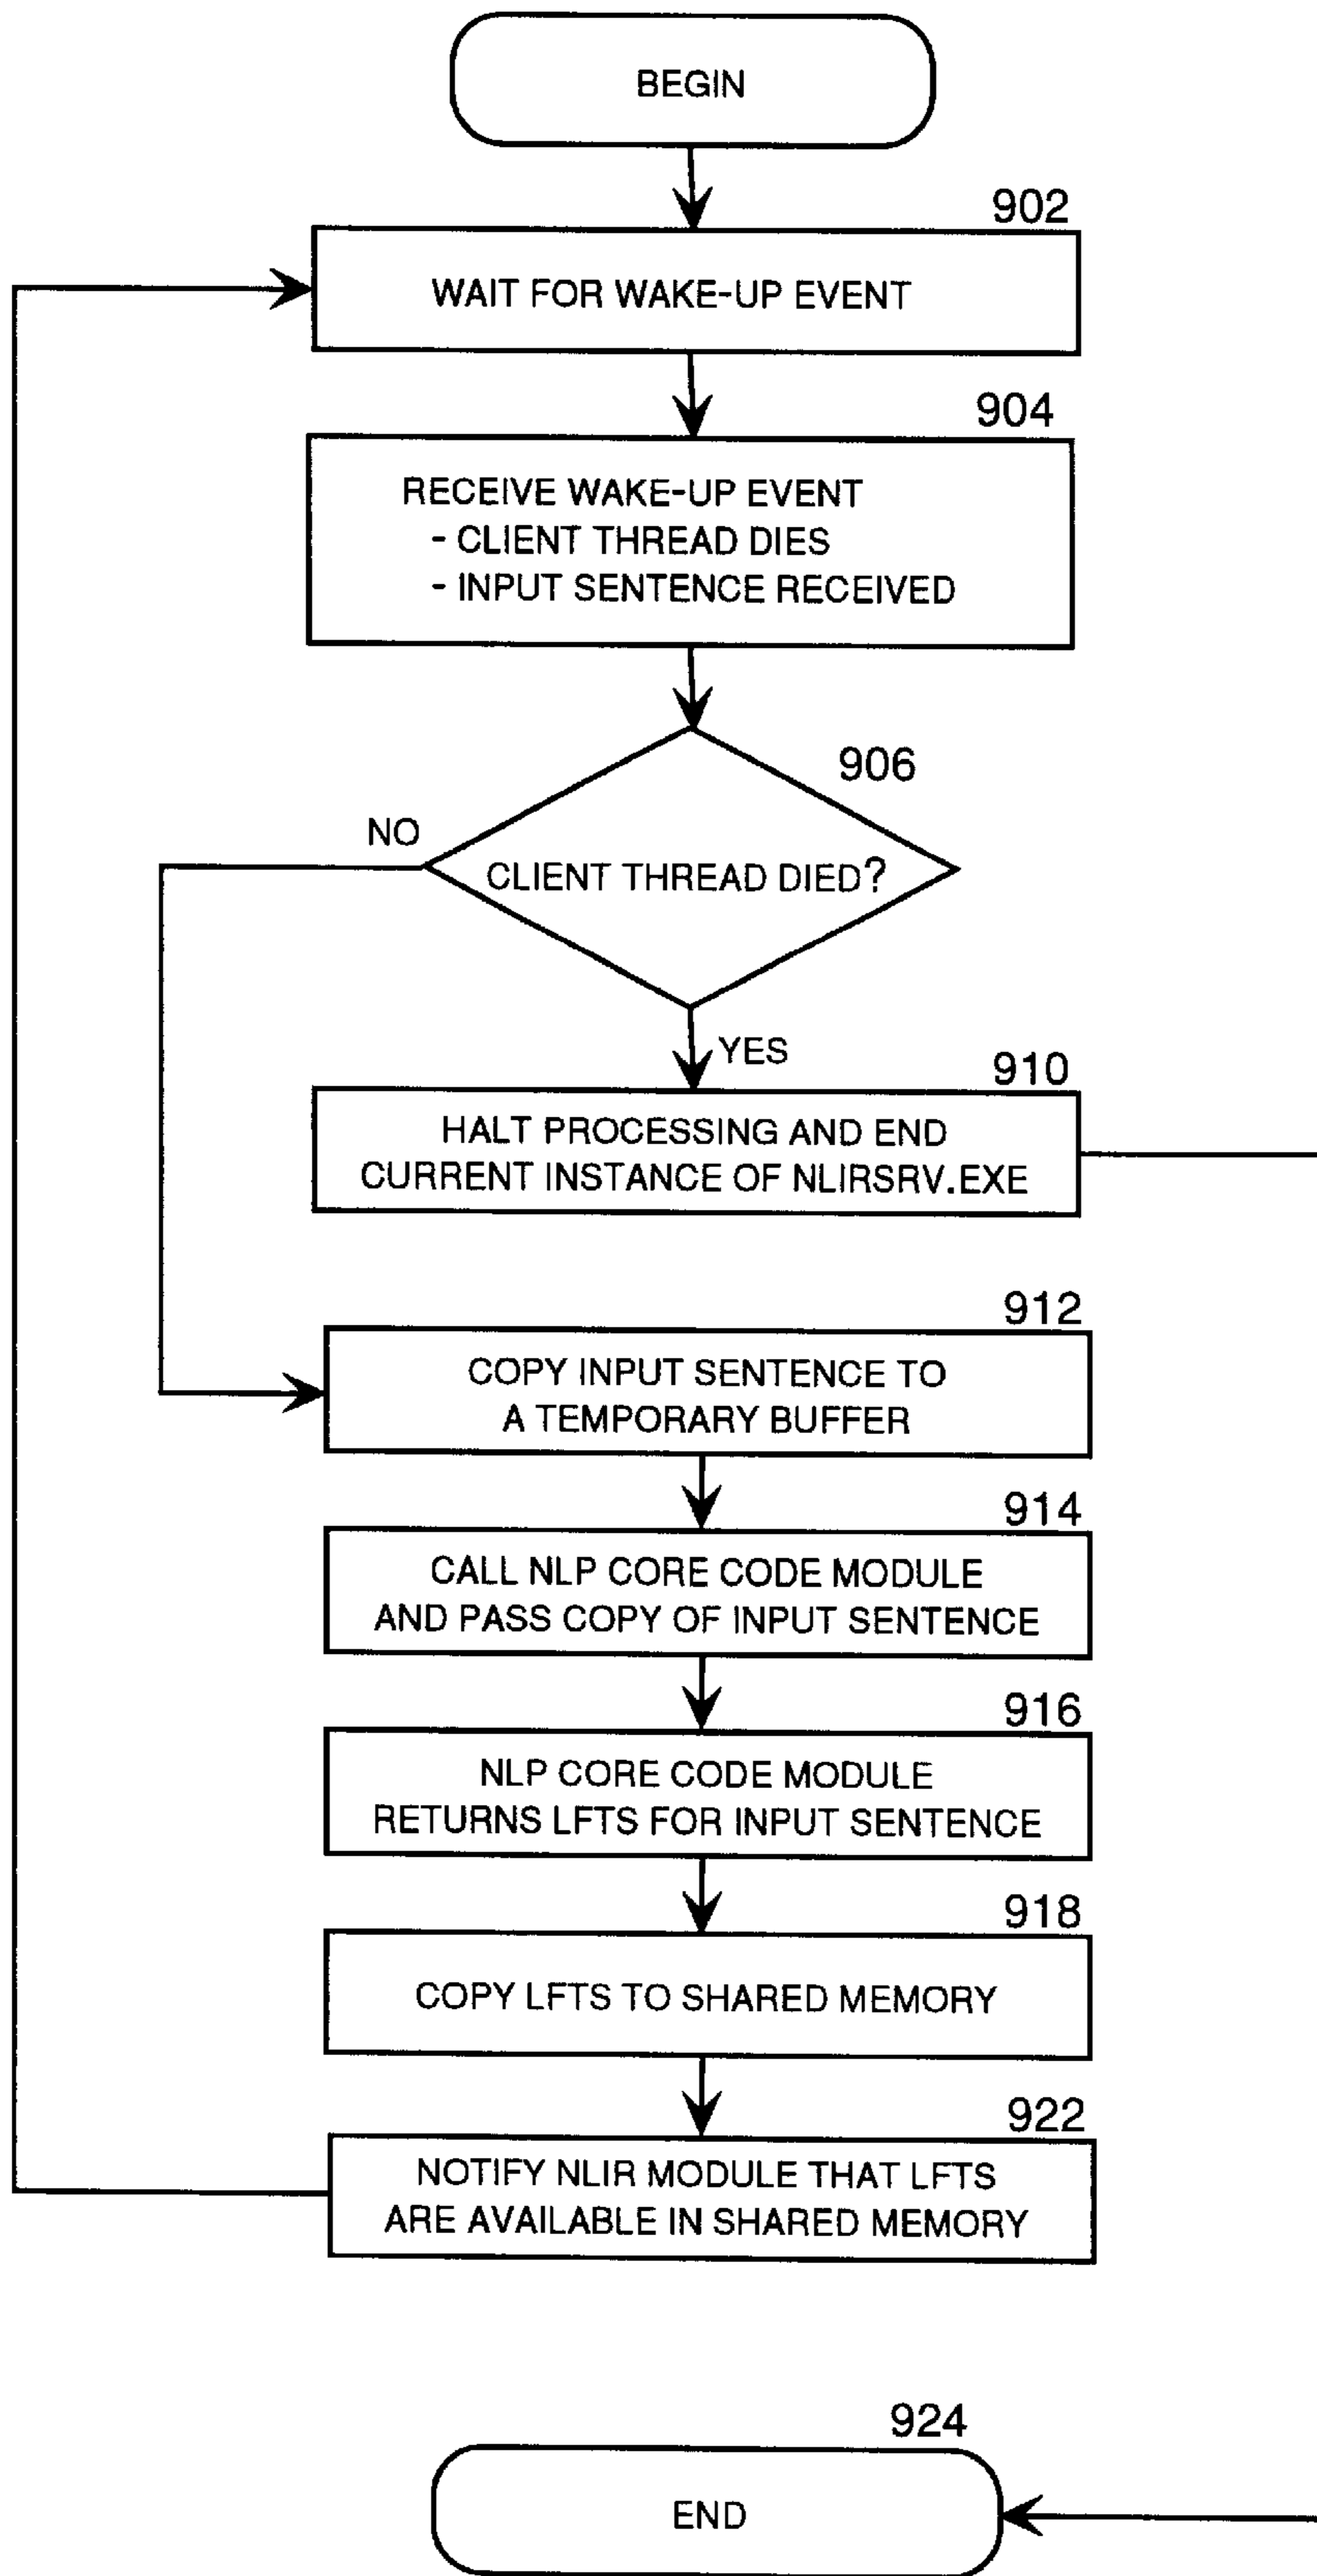 BEGIN
902
WAIT FOR WAKE-UP EVENT
904
RECEIVE WAKE-UP EVENT
- CLIENT THREAD DIES
- INPUT SENTENCE RECEIVED
906
NO
CLIENT THREAD DIED?
YES
910
HALT PROCESSING AND END
CURRENT INSTANCE OF NLIRSRV.EXE
912
COPY INPUT SENTENCE TO
A TEMPORARY BUFFER
914
CALL NLP CORE CODE MODULE
AND PASS COPY OF INPUT SENTENCE
916
NLP CORE CODE MODULE
RETURNS LFTS FOR INPUT SENTENCE
918
COPY LFTS TO SHARED MEMORY
922
NOTIFY NLIR MODULE THAT LFTS
ARE AVAILABLE IN SHARED MEMORY
924
END